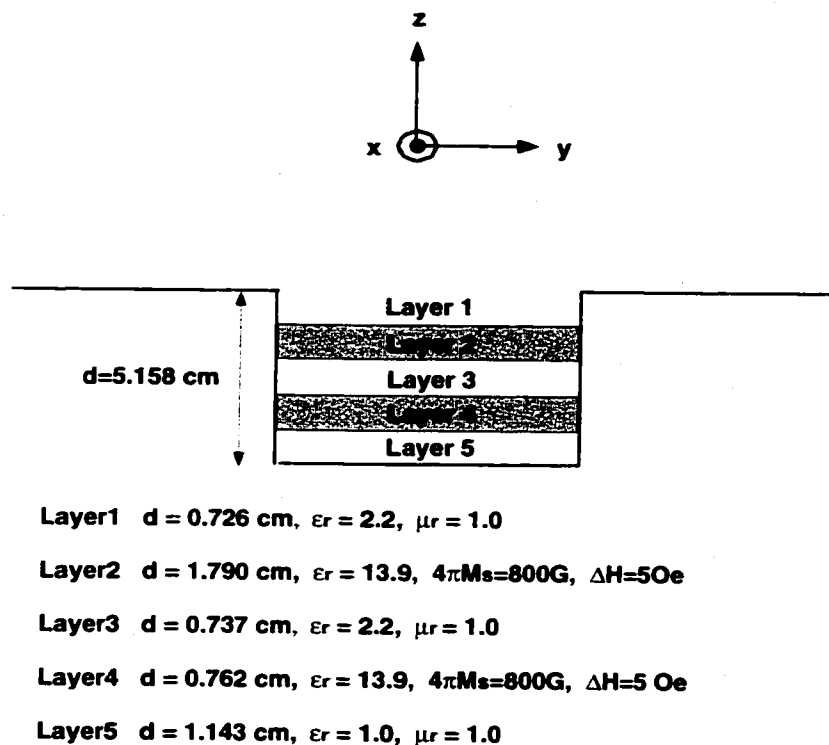 z
x y
Layer 1
Layer 2
d=5.158 cm
Layer 3
Layer 4
Layer 5
Layer1 d = 0.726 cm, εr = 2.2, μr = 1.0
Layer2 d = 1.790 cm, εr = 13.9, 4πMs=800G, ΔH=5Oe
Layer3 d = 0.737 cm, εr = 2.2, μr = 1.0
Layer4 d = 0.762 cm, εr = 13.9, 4πMs=800G, ΔH=5 Oe
Layer5 d = 1.143 cm, εr = 1.0, μr = 1.0